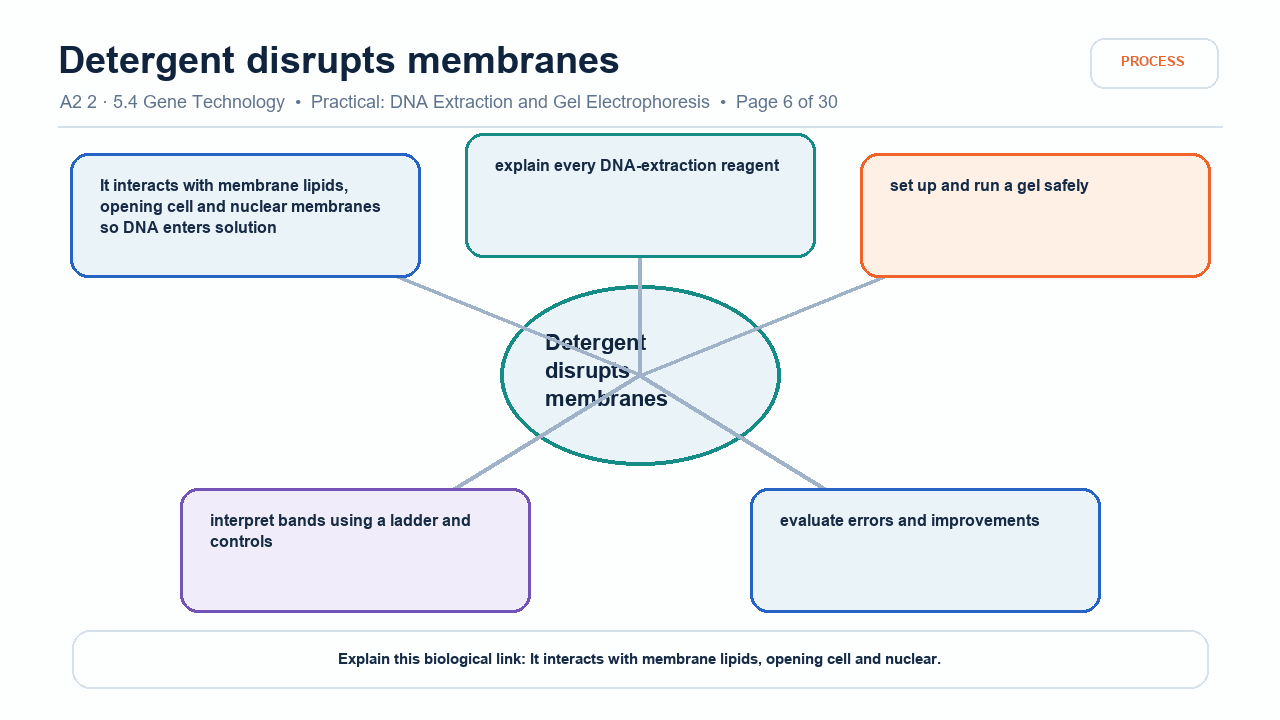 Detergent disrupts membranes
PROCESS
A2 2 · 5.4 Gene Technology • Practical: DNA Extraction and Gel Electrophoresis • Page 6 of 30
It interacts with membrane lipids,
opening cell and nuclear membranes
so DNA enters solution
explain every DNA-extraction reagent
set up and run a gel safely
Detergent
disrupts
membranes
interpret bands using a ladder and
controls
evaluate errors and improvements
Explain this biological link: It interacts with membrane lipids, opening cell and nuclear.